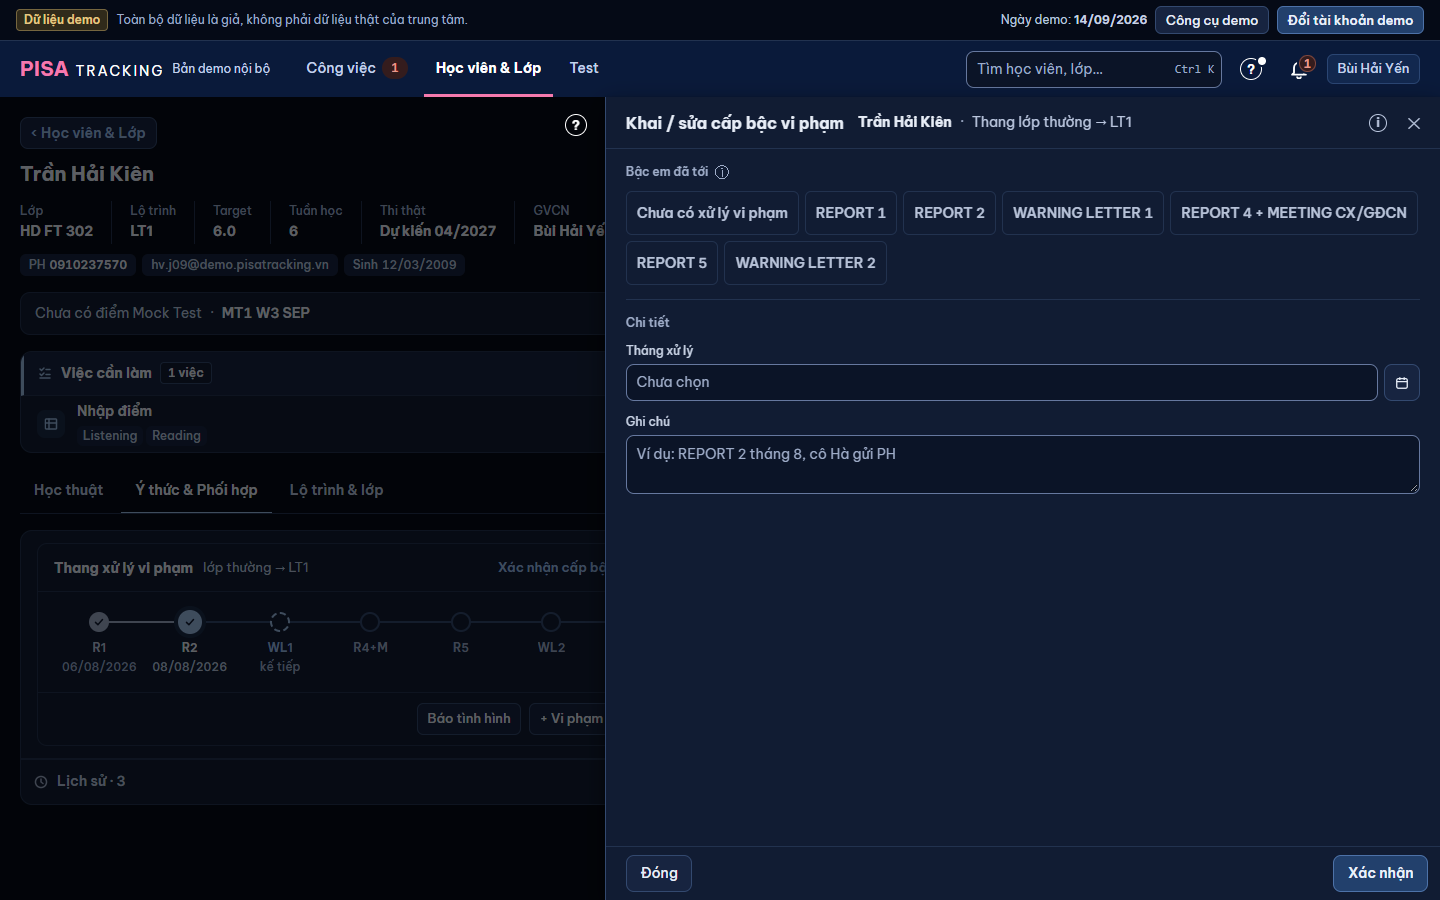 Dữ liệu demo Toàn bộ dữ liệu là giả, không phải dữ liệu thật của trung tâm. Ngày demo: 14/09/2026 Công cụ demo Đổi tài khoản demo
PISA TRACKING Bản demo nội bộ Công việc 1 Học viên & Lớp Test Tìm học viên, lớp... Ctrl K ? 1 Bùi Hải Yến
‹ Học viên & Lớp ?
Trần Hải Kiên
Lớp Lộ trình Target Tuần học Thi thật GVCN
HD FT 302 LT1 6.0 6 Dự kiến 04/2027 Bùi Hải
PH 0910237570 hv.j09@demo.pisatracking.vn Sinh 12/03/2009
Chưa có điểm Mock Test · MT1 W3 SEP
Việc cần làm 1 việc
Nhập điểm
Listening Reading
Học thuật Ý thức & Phối hợp Lộ trình & lớp
Thang xử lý vi phạm lớp thường → LT1 Xác nhận cấp
R1 R2 WL1 R4+M R5 WL2
06/08/2026 08/08/2026 kế tiếp
Báo tình hình + Vi phạm
Lịch sử · 3
Khai / sửa cấp bậc vi phạm Trần Hải Kiên · Thang lớp thường → LT1
Bậc em đã tới
Chưa có xử lý vi phạm REPORT 1 REPORT 2 WARNING LETTER 1 REPORT 4 + MEETING CX/GĐCN
REPORT 5 WARNING LETTER 2
Chi tiết
Tháng xử lý
Chưa chọn
Ghi chú
Ví dụ: REPORT 2 tháng 8, cô Hà gửi PH
Đóng Xác nhận